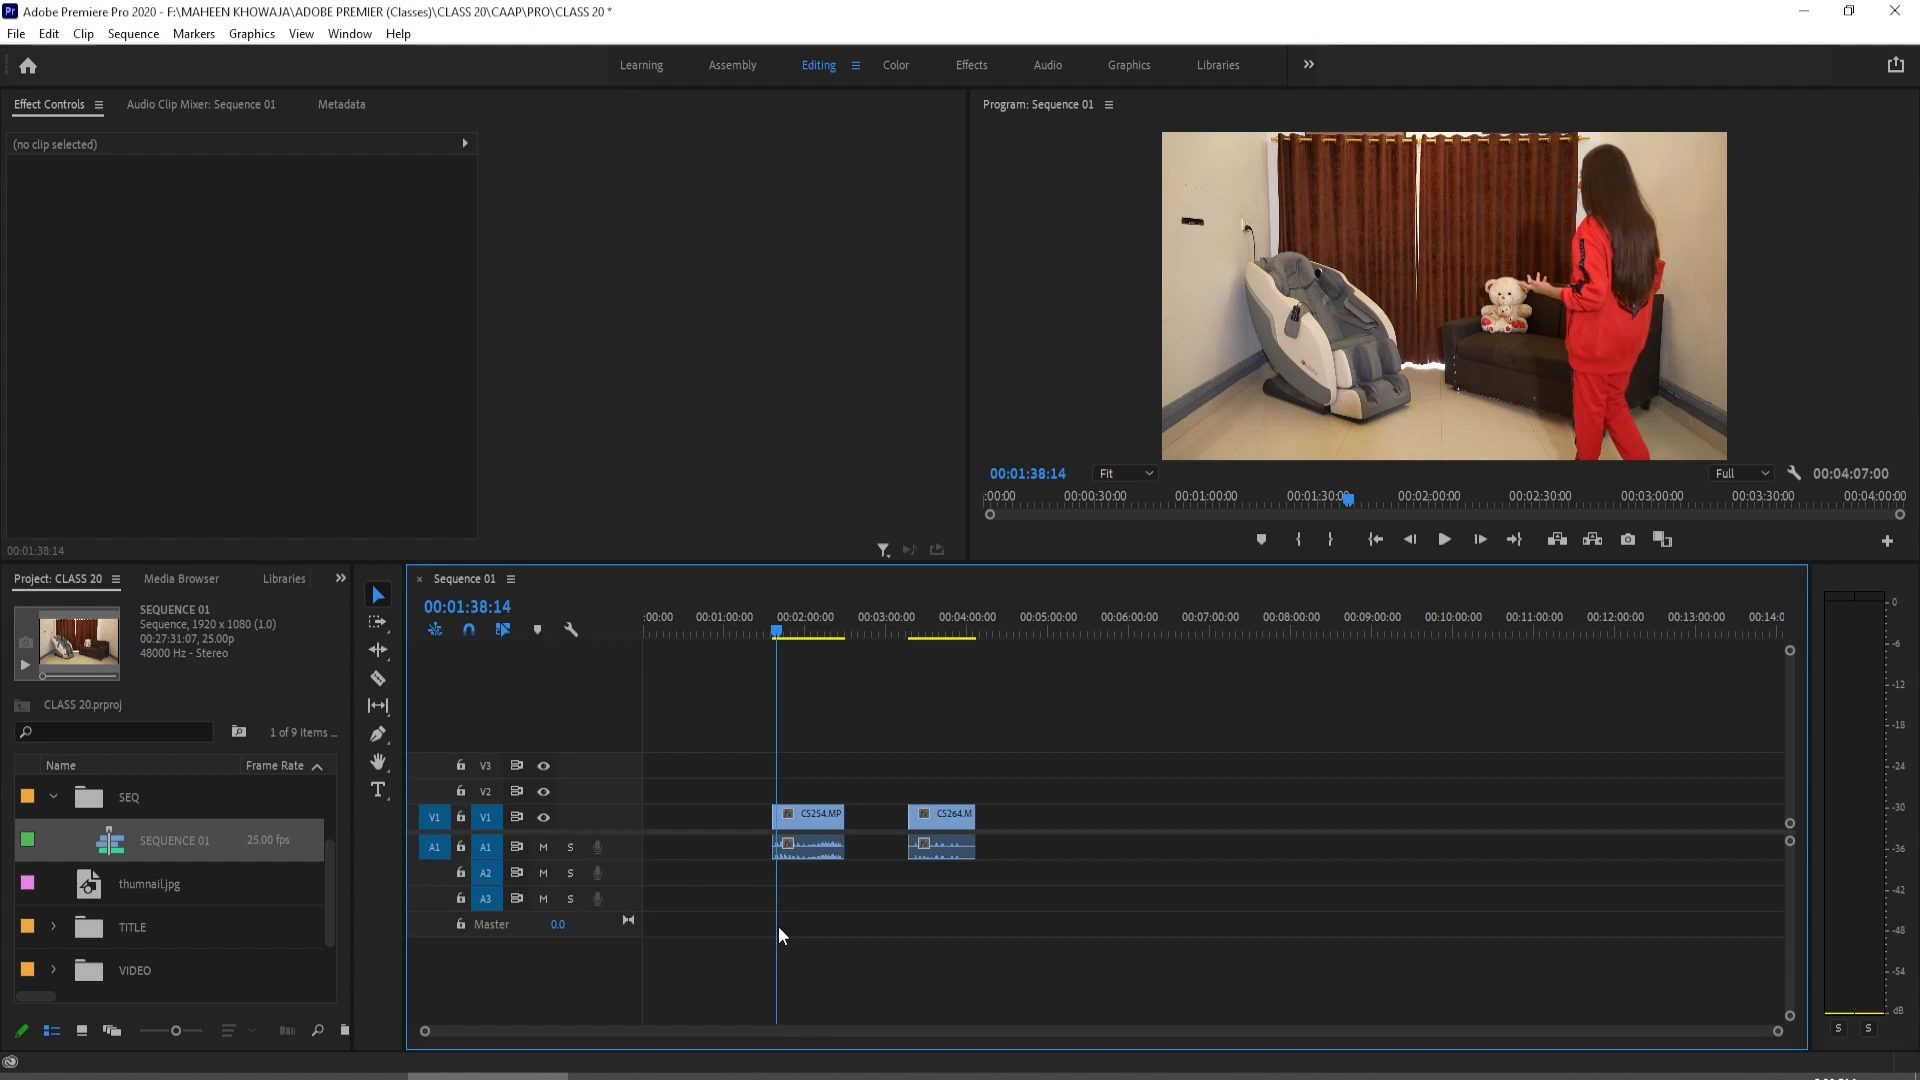 Adobe Premiere Pro 2020 - F:\MAHEEN KHOWAJA\ADOBE PREMIER (Classes)\CLASS 20\CAAP\PRO\CLASS 20 *
File Edit Clip Sequence Markers Graphics View Window Help
Learning Assembly Editing Color Effects Audio Graphics Libraries
Effect Controls Audio Clip Mixer: Sequence 01 Metadata
Program: Sequence 01
(no clip selected)
00:01:38:14 Fit Full 00:04:07:00
:00:00 00:00:30:00 00:01:00:00 00:01:30:00 00:02:00:00 00:02:30:00 00:03:00:00 00:03:30:00 00:04:00:00
00:01:38:14
Project: CLASS 20 Media Browser Libraries
SEQUENCE 01
Sequence, 1920 x 1080 (1.0)
00:27:31:07, 25.00p
48000 Hz - Stereo
CLASS 20.prproj
1 of 9 items ...
Name Frame Rate
SEQ
SEQUENCE 01 25.00 fps
thumnail.jpg
TITLE
VIDEO
Sequence 01
00:01:38:14
:00:00 00:01:00:00 00:02:00:00 00:03:00:00 00:04:00:00 00:05:00:00 00:06:00:00 00:07:00:00 00:08:00:00 00:09:00:00 00:10:00:00 00:11:00:00 00:12:00:00 00:13:00:00 00:14:0
V3
V2
V1 V1 CS254.MP CS264.M
A1 A1 M S
A2 M S
A3 M S
Master 0.0
0
-6
-12
-18
-24
-30
-36
-42
-48
-54
dB
S S